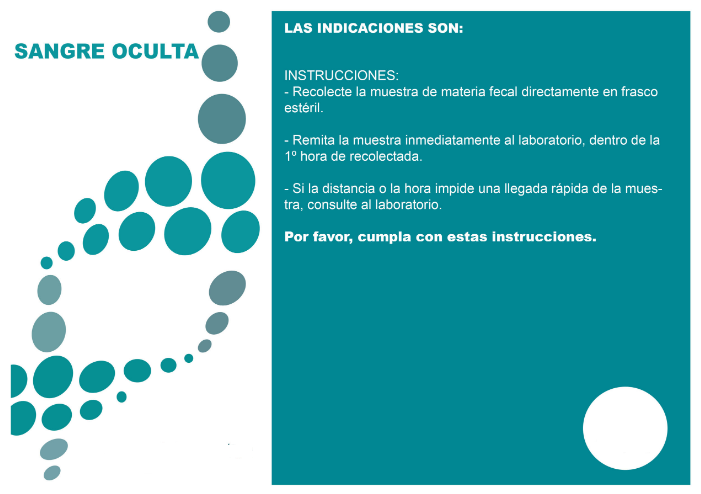 SANGRE OCULTA
LAS INDICACIONES SON:
INSTRUCCIONES:
- Recolecte la muestra de materia fecal directamente en frasco
estéril.
- Remita la muestra inmediatamente al laboratorio, dentro de la
1º hora de recolectada.
- Si la distancia o la hora impide una llegada rápida de la mues-
tra, consulte al laboratorio.
Por favor, cumpla con estas instrucciones.